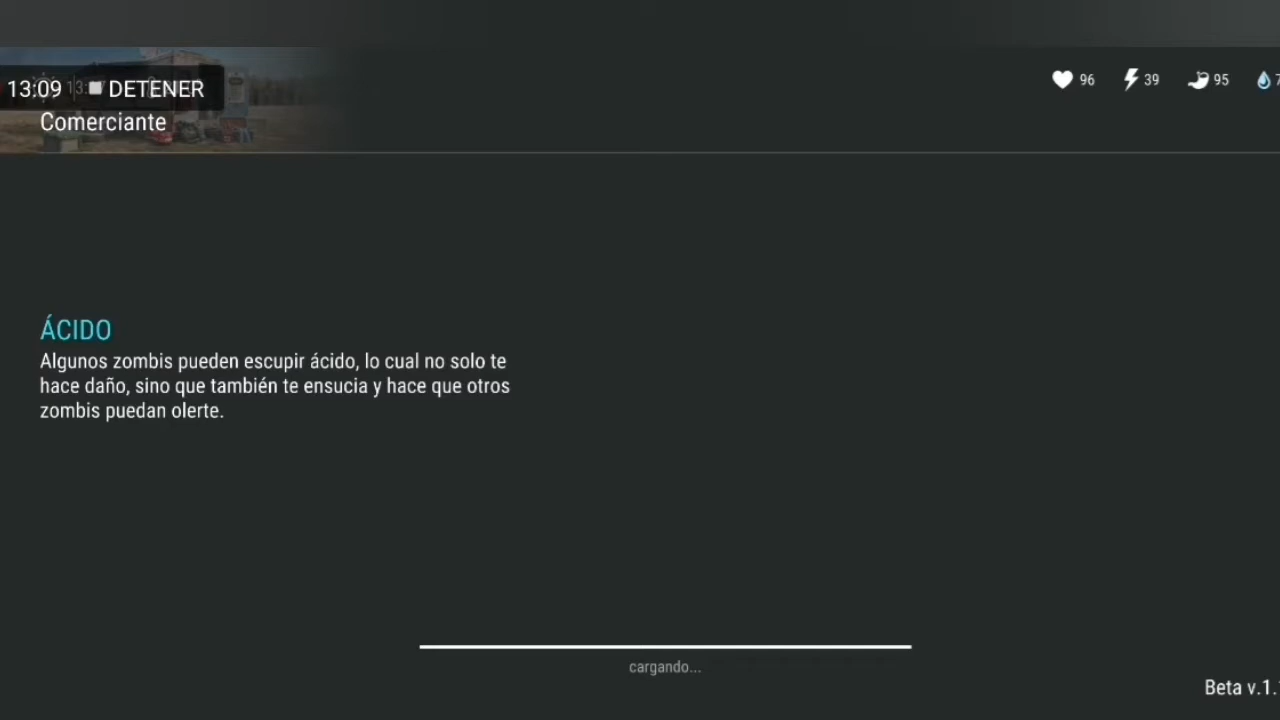 13:09 DETENER
96 39 95
Comerciante
ÁCIDO
Algunos zombis pueden escupir ácido, lo cual no solo te
hace daño, sino que también te ensucia y hace que otros
zombis puedan olerte.
cargando...
Beta v.1.